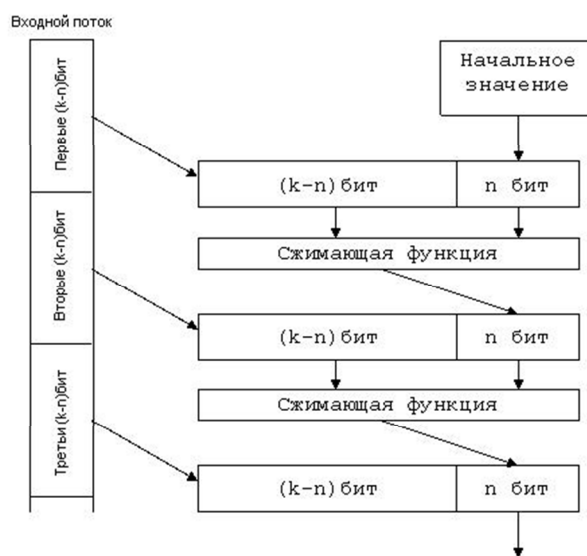 Входной поток
Начальное
значение
Первые (k-n)бит
(k-n)бит
n бит
Сжимающая функция
Вторые (k-n)бит
(k-n)бит
n бит
Сжимающая функция
Третьи (k-n)бит
(k-n)бит
n бит